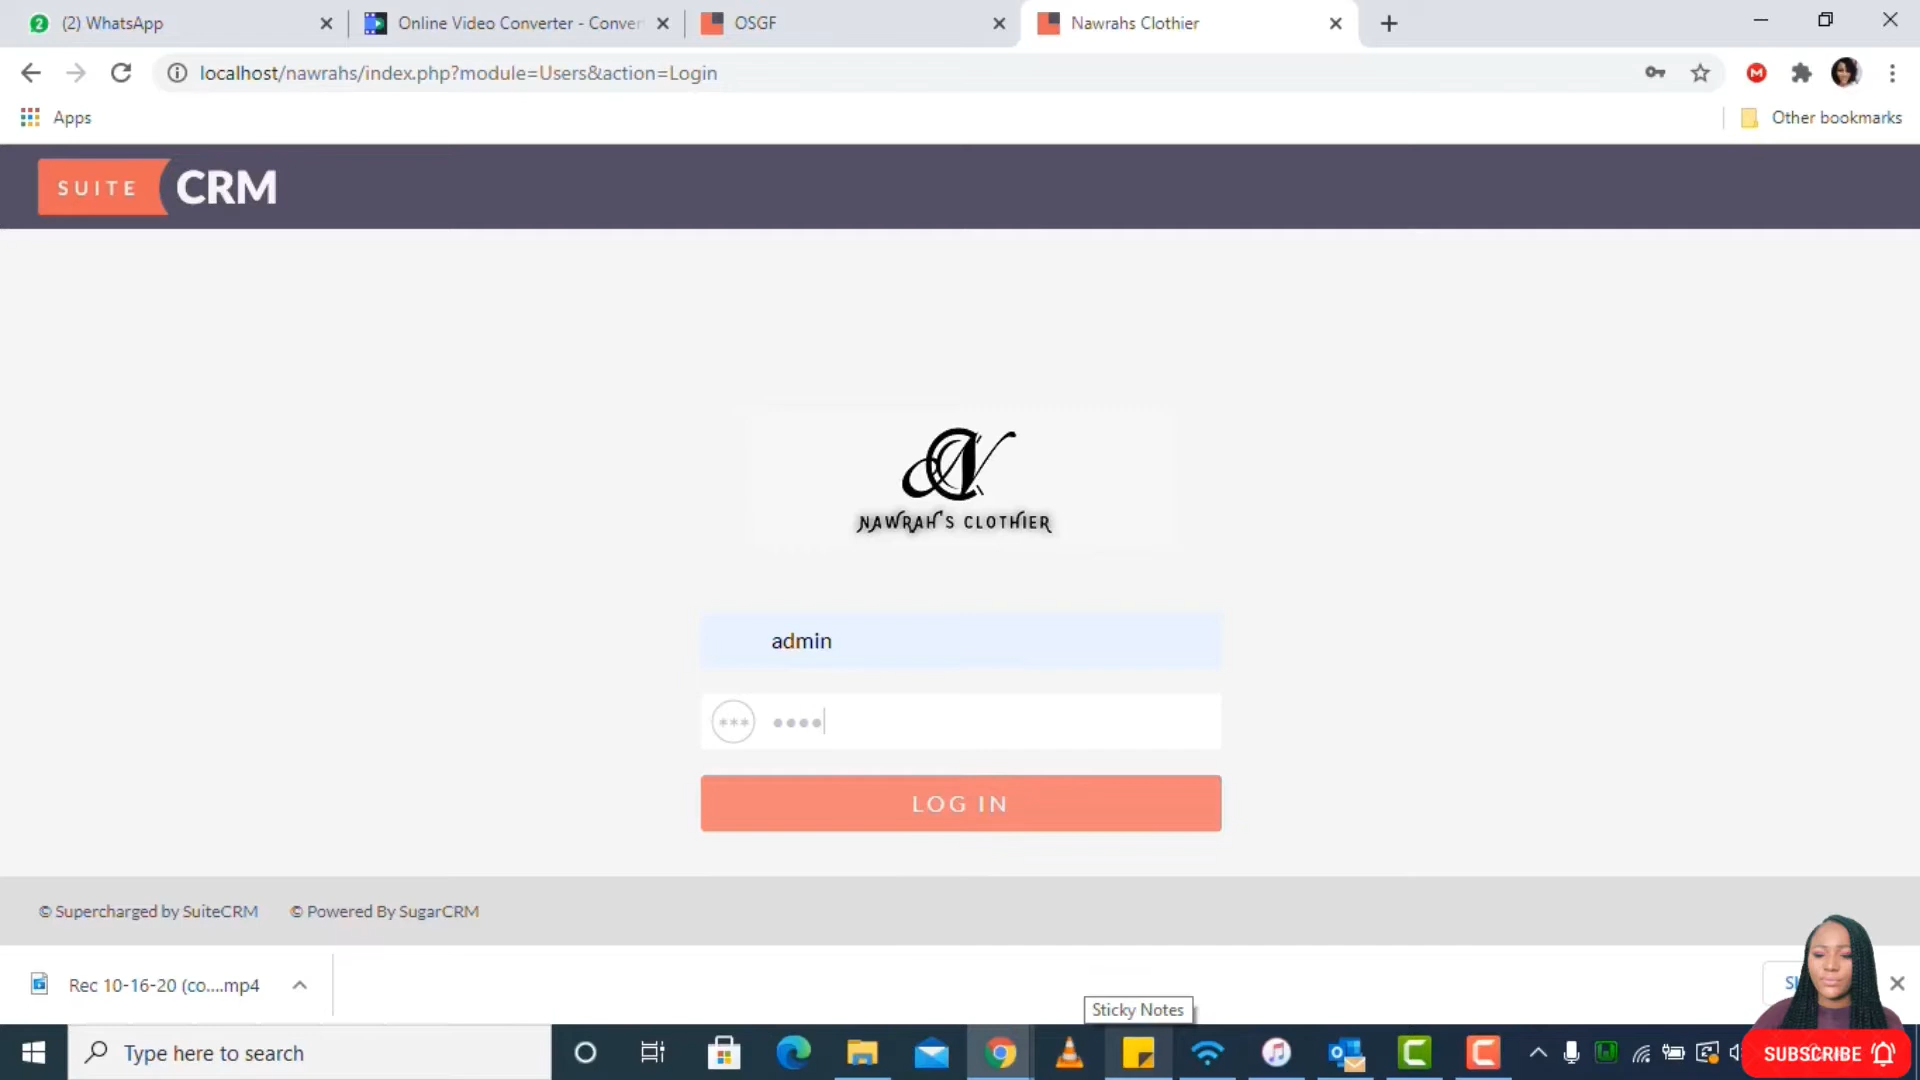 (2) WhatsApp
Online Video Converter - Conver
OSGF
Nawrahs Clothier
localhost/nawrahs/index.php?module=Users&action=Login
Apps
Other bookmarks
SUITE CRM
NAWRAH'S CLOTHIER
admin
LOG IN
© Supercharged by SuiteCRM
© Powered By SugarCRM
Rec 10-16-20 (co....mp4
Sticky Notes
Type here to search
SUBSCRIBE